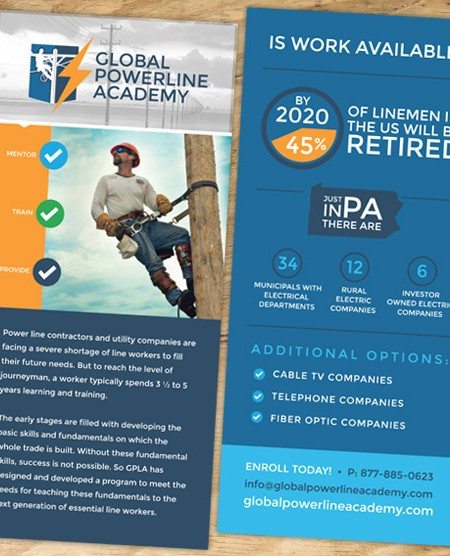 GLOBAL
POWERLINE
ACADEMY
MENTOR
TRAIN
PROVIDE
Power line contractors and utility companies are
facing a severe shortage of line workers to fill
their future needs. But to reach the level of
journeyman, a worker typically spends 3 ½ to 5
years learning and training.
The early stages are filled with developing the
basic skills and fundamentals on which the
whole trade is built. Without these fundamental
skills, success is not possible. So GPLA has
designed and developed a program to meet the
needs for teaching these fundamentals to the
next generation of essential line workers.
IS WORK AVAILABLE
BY
2020
45%
OF LINEMEN I
THE US WILL B
RETIRED
JUST
IN PA
THERE ARE
34
MUNICIPALS WITH
ELECTRICAL
DEPARTMENTS
12
RURAL
ELECTRIC
COMPANIES
6
INVESTOR
OWNED ELECTRIC
COMPANIES
ADDITIONAL OPTIONS:
CABLE TV COMPANIES
TELEPHONE COMPANIES
FIBER OPTIC COMPANIES
ENROLL TODAY! • P: 877-885-0623
info@globalpowerlineacademy.com
globalpowerlineacademy.com